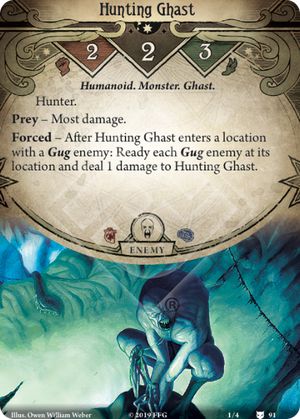 Hunting Ghast
2 2 3
Humanoid. Monster. Ghast.
Hunter.
Prey – Most damage.
Forced – After Hunting Ghast enters a location
with a Gug enemy: Ready each Gug enemy at its
location and deal 1 damage to Hunting Ghast.
ENEMY
®
Illus. Owen William Weber © 2019 FFG 1/4 91